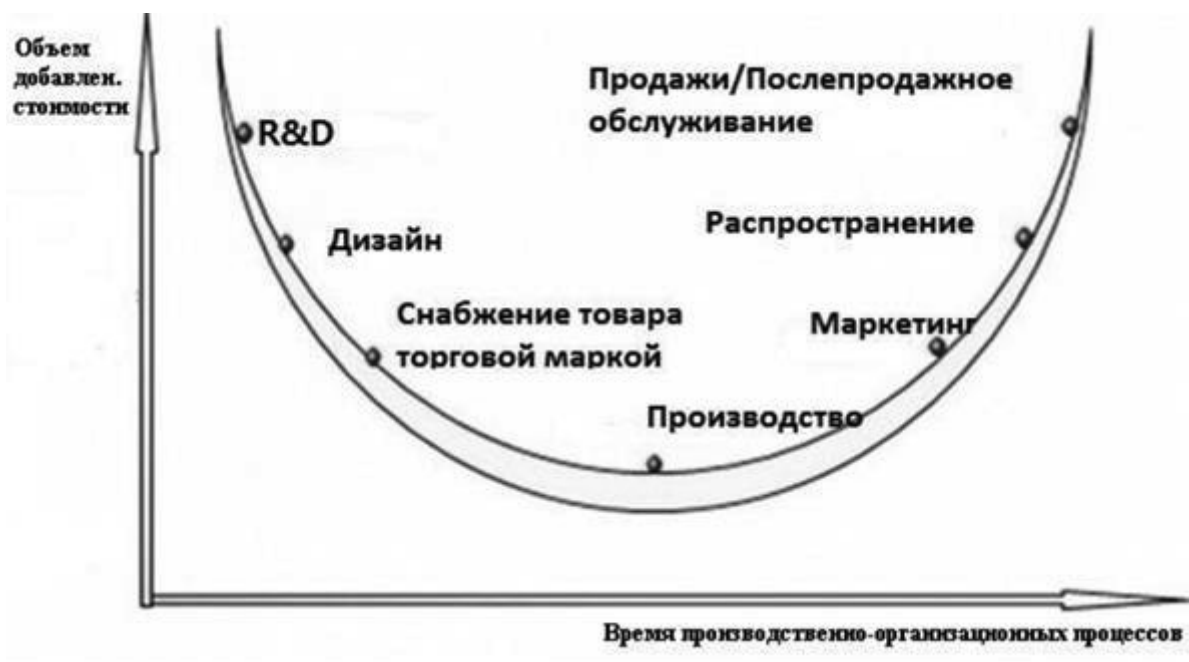 Объем
добавлен.
стоимости
Продажи/Послепродажное
обслуживание
R&D
Распространение
Дизайн
Снабжение товара
торговой маркой
Маркетинг
Производство
Время производственно-организационных процессов